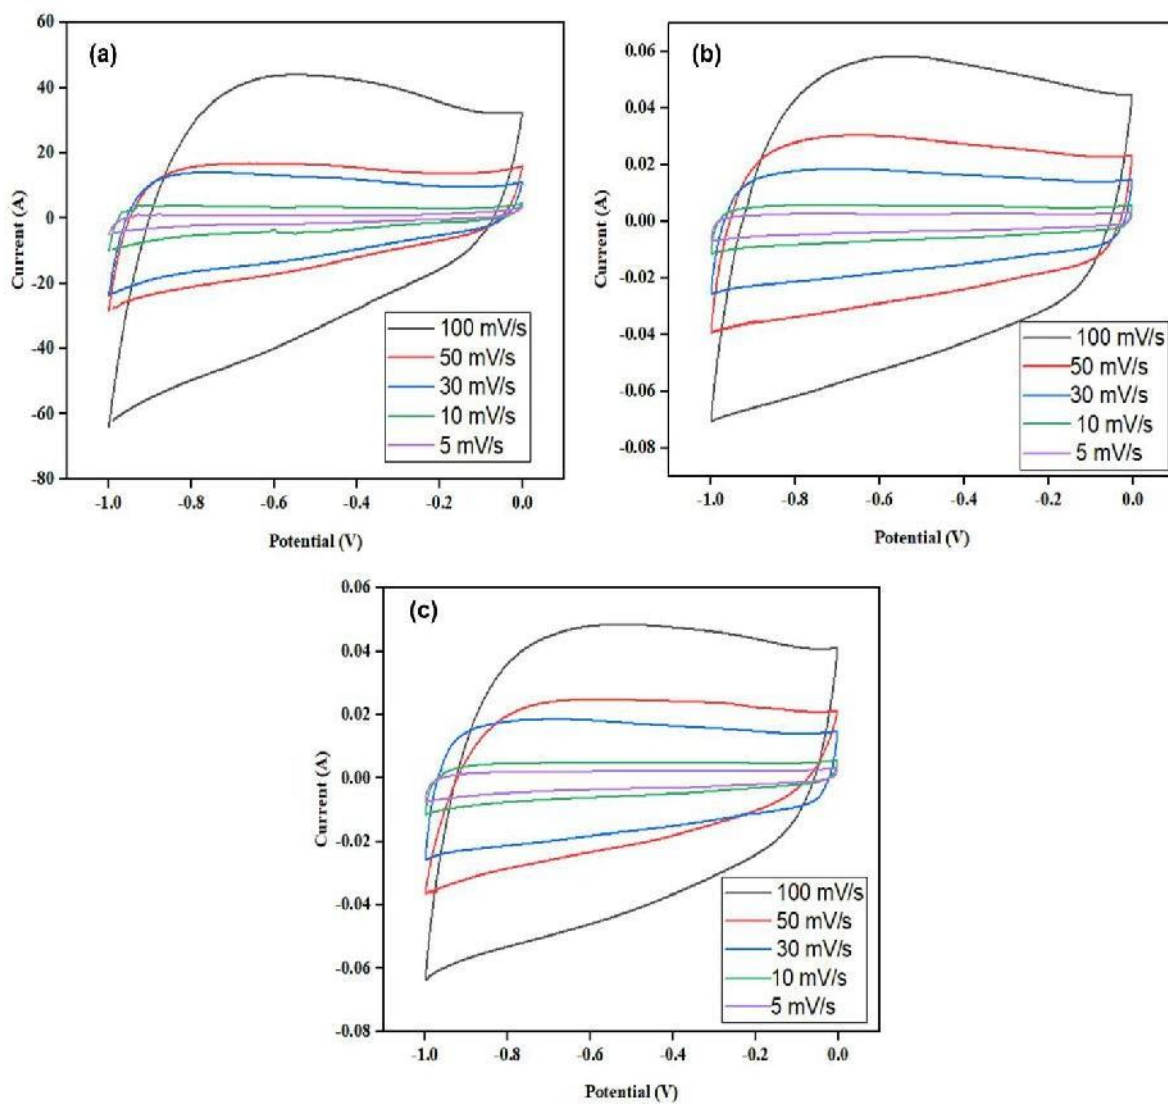 (a)
60
40
20
0
-20
-40
-60
-80
Current (A)
100 mV/s
50 mV/s
30 mV/s
10 mV/s
5 mV/s
-1.0 -0.8 -0.6 -0.4 -0.2 0.0
Potential (V)
(b)
0.06
0.04
0.02
0.00
-0.02
-0.04
-0.06
-0.08
Current (A)
100 mV/s
50 mV/s
30 mV/s
10 mV/s
5 mV/s
-1.0 -0.8 -0.6 -0.4 -0.2 0.0
Potential (V)
(c)
0.06
0.04
0.02
0.00
-0.02
-0.04
-0.06
-0.08
Current (A)
100 mV/s
50 mV/s
30 mV/s
10 mV/s
5 mV/s
-1.0 -0.8 -0.6 -0.4 -0.2 0.0
Potential (V)